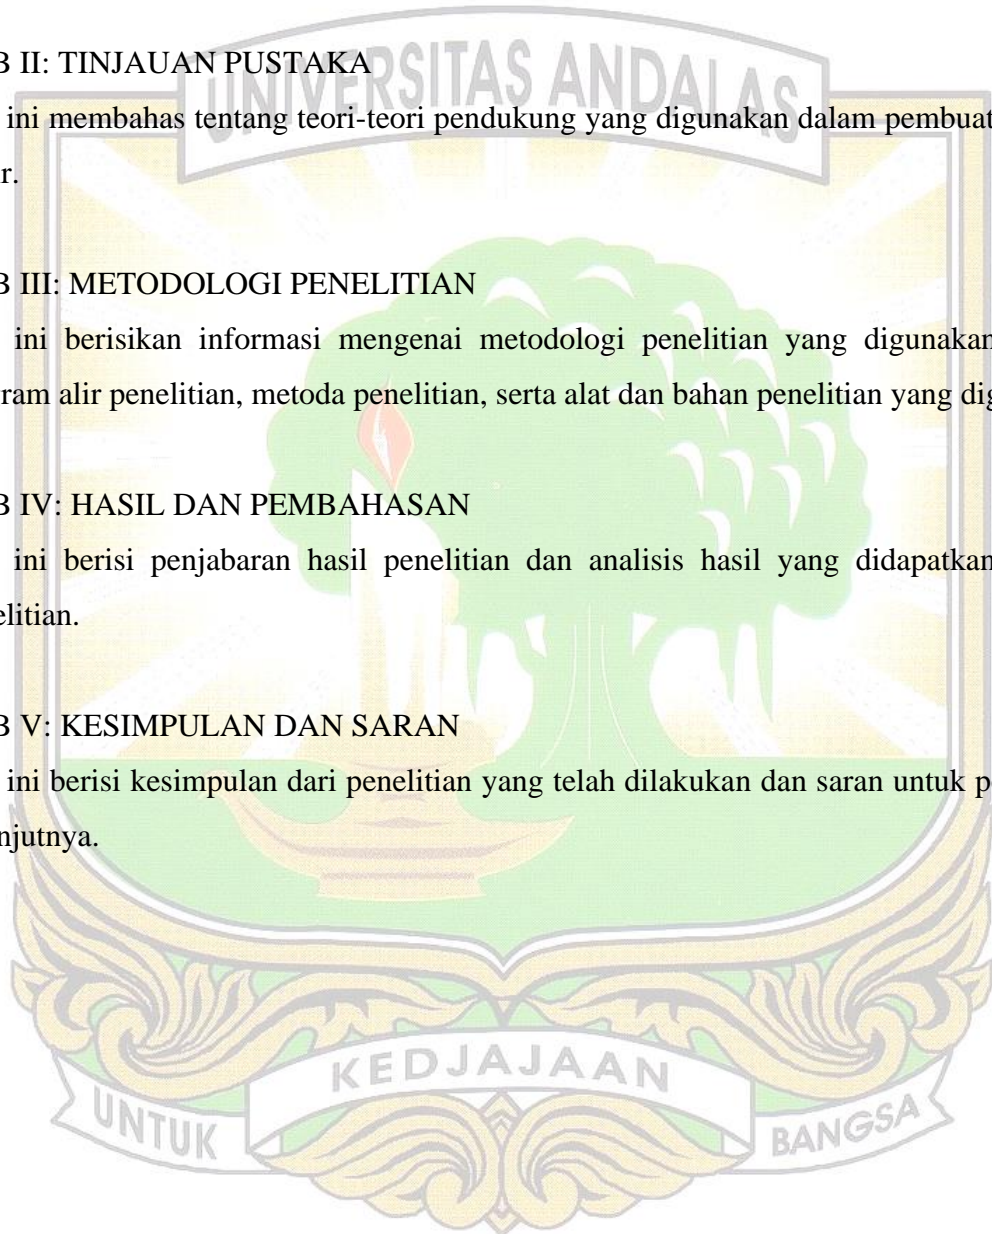 UNIVERSITAS ANDALAS
B II: TINJAUAN PUSTAKA
ini membahas tentang teori-teori pendukung yang digunakan dalam pembuat
r.
B III: METODOLOGI PENELITIAN
ini berisikan informasi mengenai metodologi penelitian yang digunakan
ram alir penelitian, metoda penelitian, serta alat dan bahan penelitian yang dig
B IV: HASIL DAN PEMBAHASAN
ini berisi penjabaran hasil penelitian dan analisis hasil yang didapatkan
elitian.
B V: KESIMPULAN DAN SARAN
ini berisi kesimpulan dari penelitian yang telah dilakukan dan saran untuk p
njutnya.
KEDJAJAAN
UNTUK BANGSA